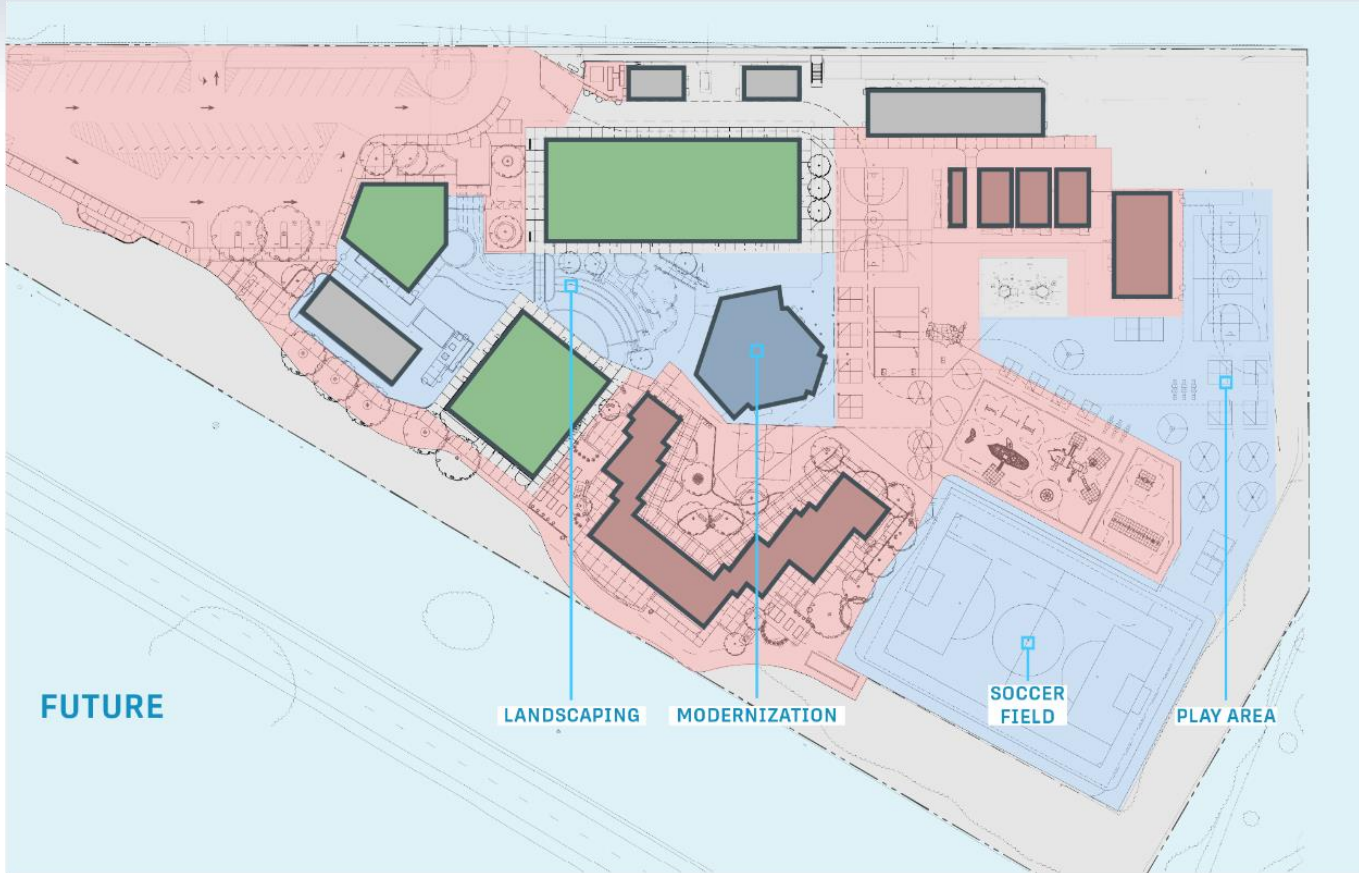 FUTURE
LANDSCAPING
MODERNIZATION
SOCCER
FIELD
PLAY AREA